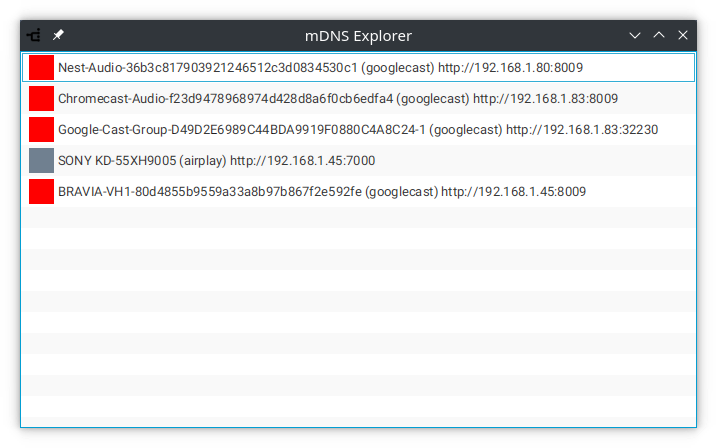 mDNS Explorer
Nest-Audio-36b3c817903921246512c3d0834530c1 (googlecast) http://192.168.1.80:8009
Chromecast-Audio-f23d9478968974d428d8a6f0cb6edfa4 (googlecast) http://192.168.1.83:8009
Google-Cast-Group-D49D2E6989C44BDA9919F0880C4A8C24-1 (googlecast) http://192.168.1.83:32230
SONY KD-55XH9005 (airplay) http://192.168.1.45:7000
BRAVIA-VH1-80d4855b9559a33a8b97b867f2e592fe (googlecast) http://192.168.1.45:8009